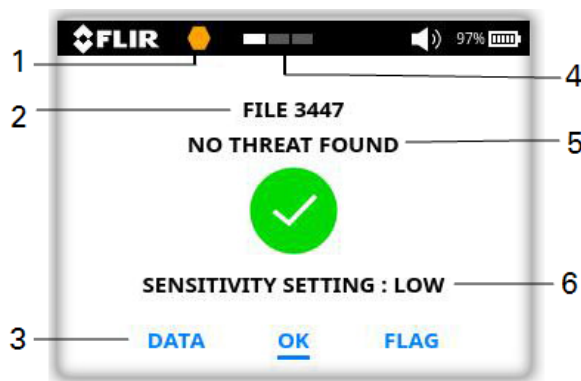 FLIR 97%
1
4
2 FILE 3447
NO THREAT FOUND 5
SENSITIVITY SETTING : LOW 6
3 DATA OK FLAG